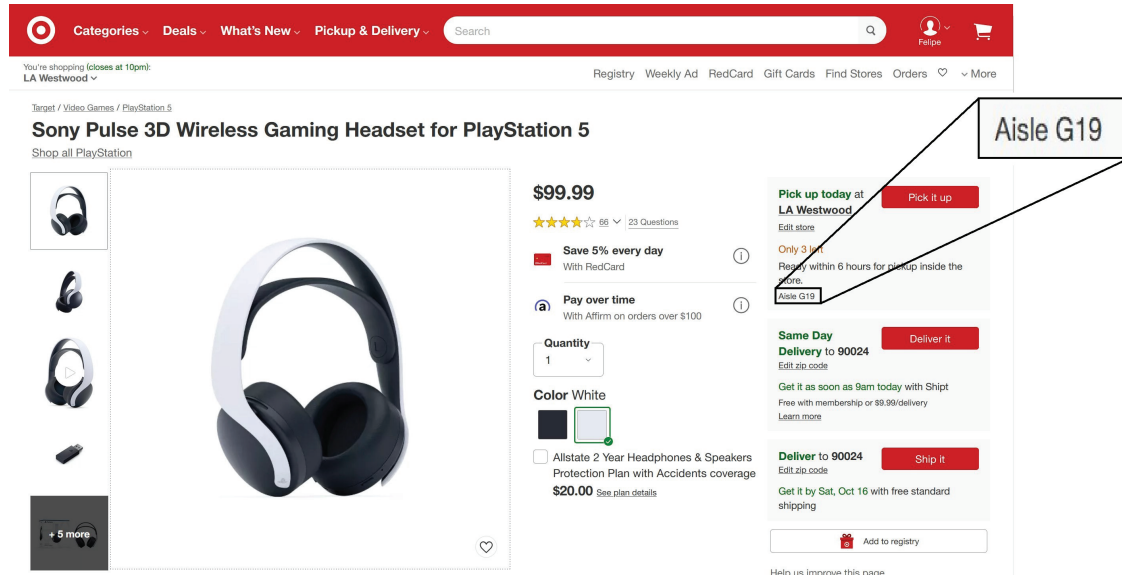 Categories Deals What's New Pickup & Delivery Search Felipe
You're shopping (closes at 10pm):
LA Westwood
Registry Weekly Ad RedCard Gift Cards Find Stores Orders More
Target / Video Games / PlayStation 5
Sony Pulse 3D Wireless Gaming Headset for PlayStation 5
Shop all PlayStation
Aisle G19
+ 5 more
$99.99
66 23 Questions
Save 5% every day
With RedCard
Pay over time
With Affirm on orders over $100
Quantity
1
Color White
Allstate 2 Year Headphones & Speakers
Protection Plan with Accidents coverage
$20.00 See plan details
Pick up today at
LA Westwood
Pick it up
Edit store
Only 3 left
Ready within 6 hours for pickup inside the
store.
Aisle G19
Same Day
Delivery to 90024
Deliver it
Edit zip code
Get it as soon as 9am today with Shipt
Free with membership or $9.99/delivery
Learn more
Deliver to 90024
Ship it
Edit zip code
Get it by Sat, Oct 16 with free standard
shipping
Add to registry
Help us improve this page